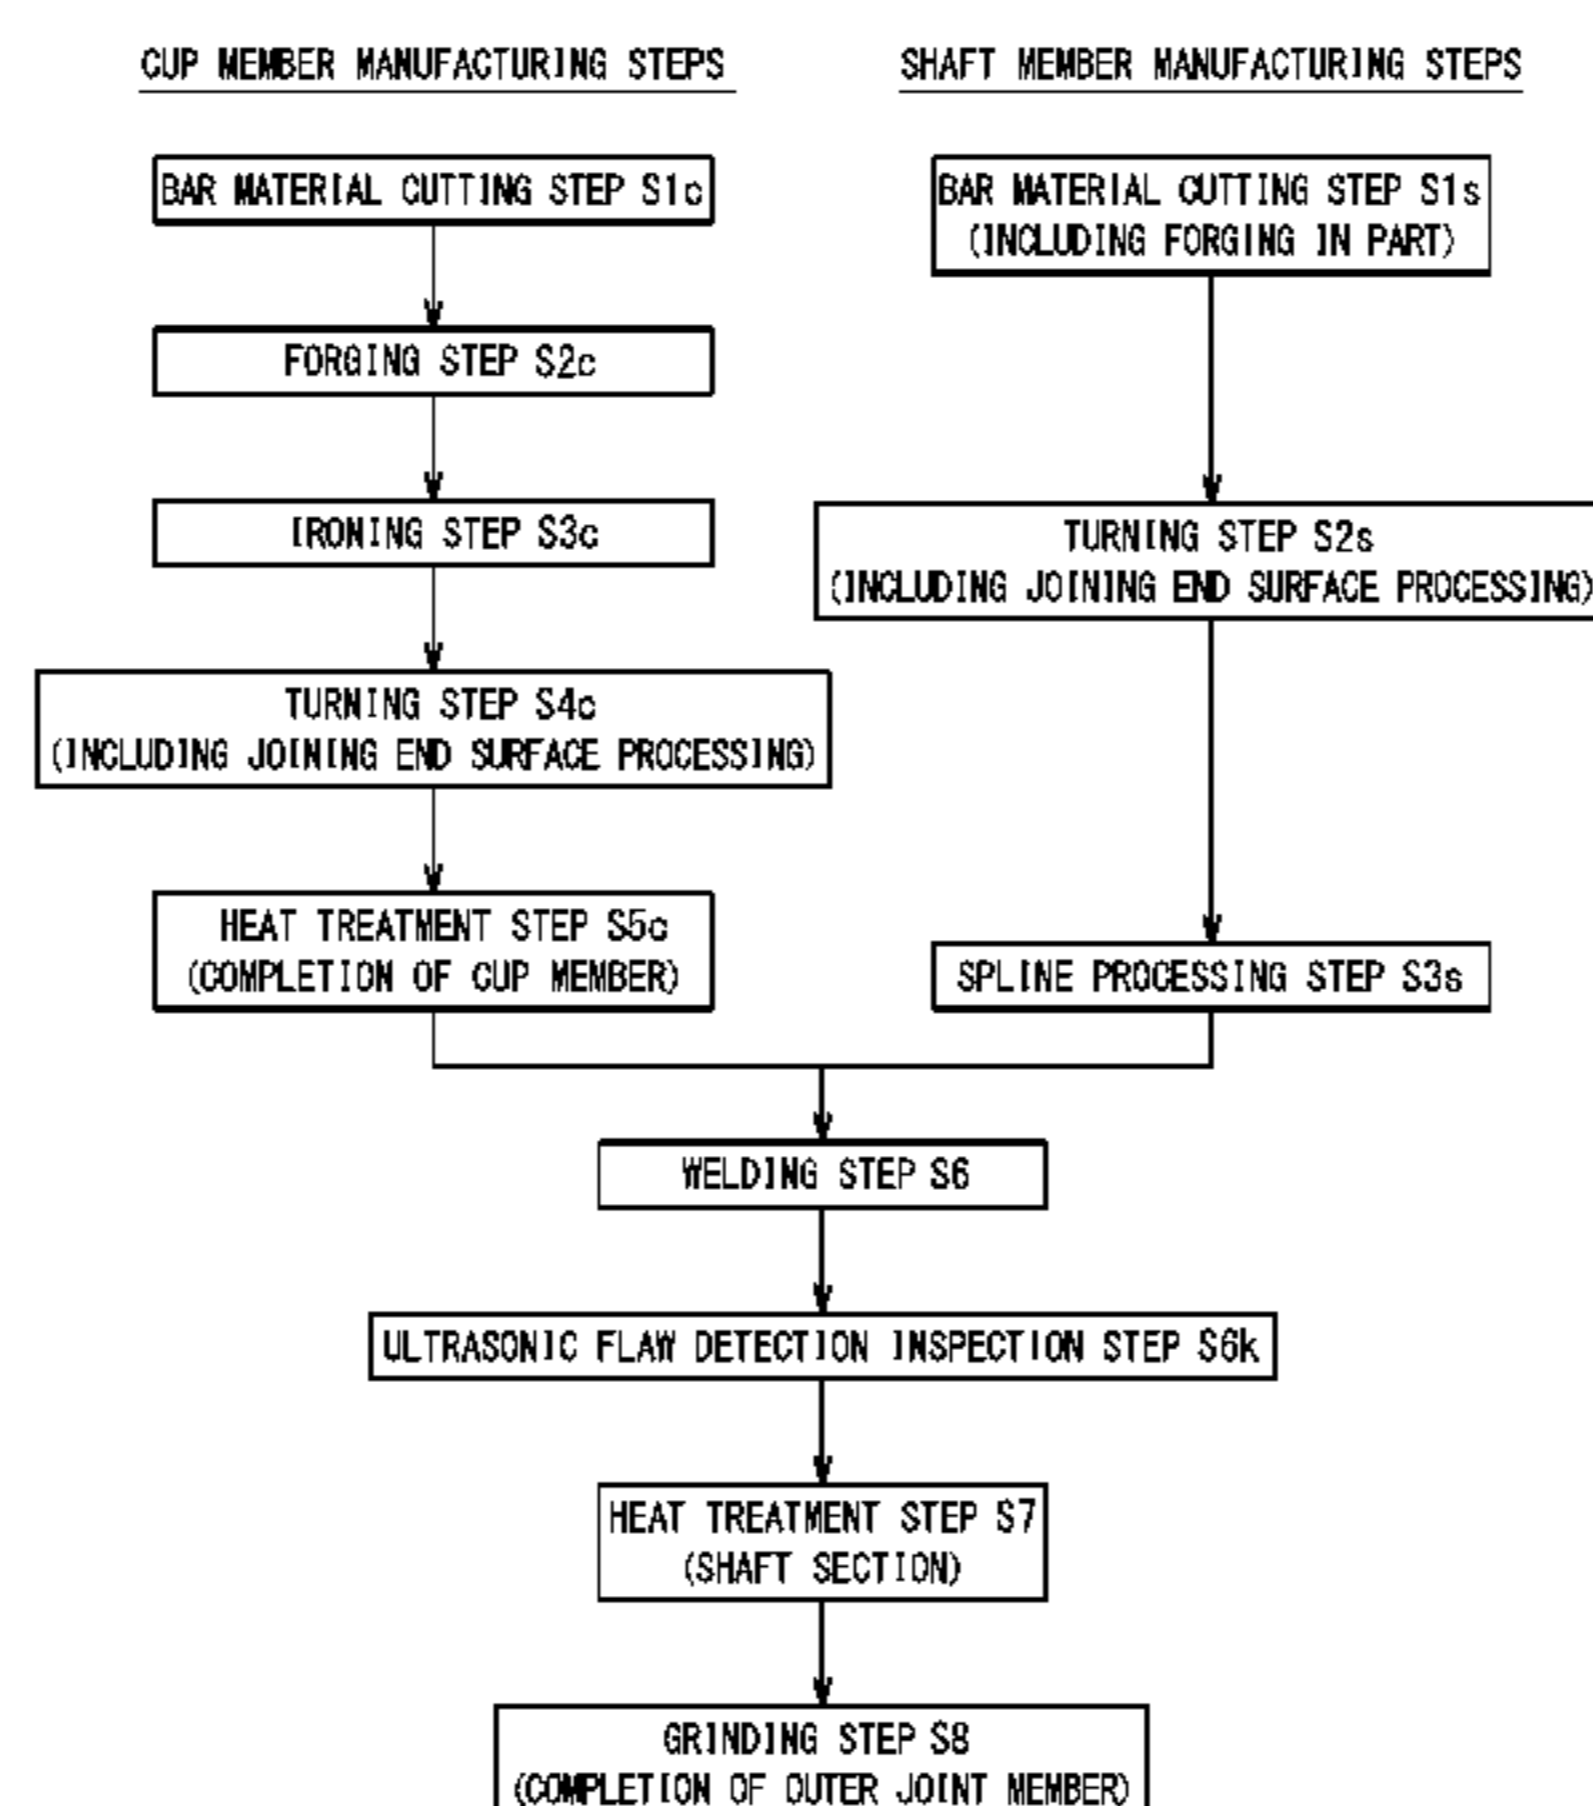 CUP MEMBER MANUFACTURING STEPS
BAR MATERIAL CUTTING STEP S1c
FORGING STEP S2c
IRONING STEP S3c
TURNING STEP S4c
(INCLUDING JOINING END SURFACE PROCESSING)
HEAT TREATMENT STEP S5c
(COMPLETION OF CUP MEMBER)
SHAFT MEMBER MANUFACTURING STEPS
BAR MATERIAL CUTTING STEP S1s
(INCLUDING FORGING IN PART)
TURNING STEP S2s
(INCLUDING JOINING END SURFACE PROCESSING)
SPLINE PROCESSING STEP S3s
WELDING STEP S6
ULTRASONIC FLAW DETECTION INSPECTION STEP S6k
HEAT TREATMENT STEP S7
(SHAFT SECTION)
GRINDING STEP S8
(COMPLETION OF OUTER JOINT MEMBER)